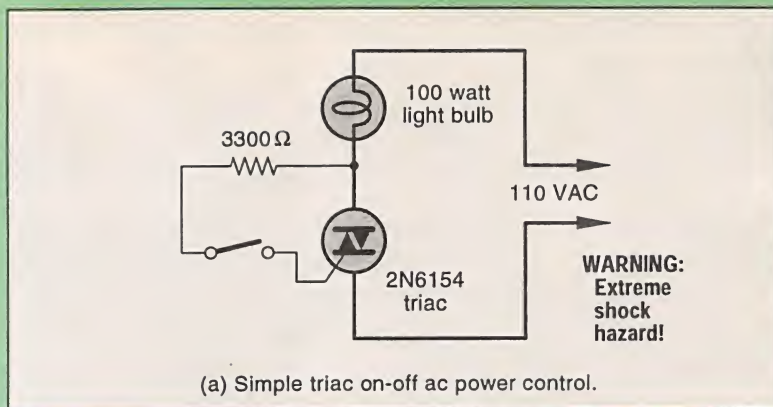 100 watt
light bulb
3300 Ω
110 VAC
2N6154
triac
WARNING:
Extreme
shock
hazard!
(a) Simple triac on-off ac power control.